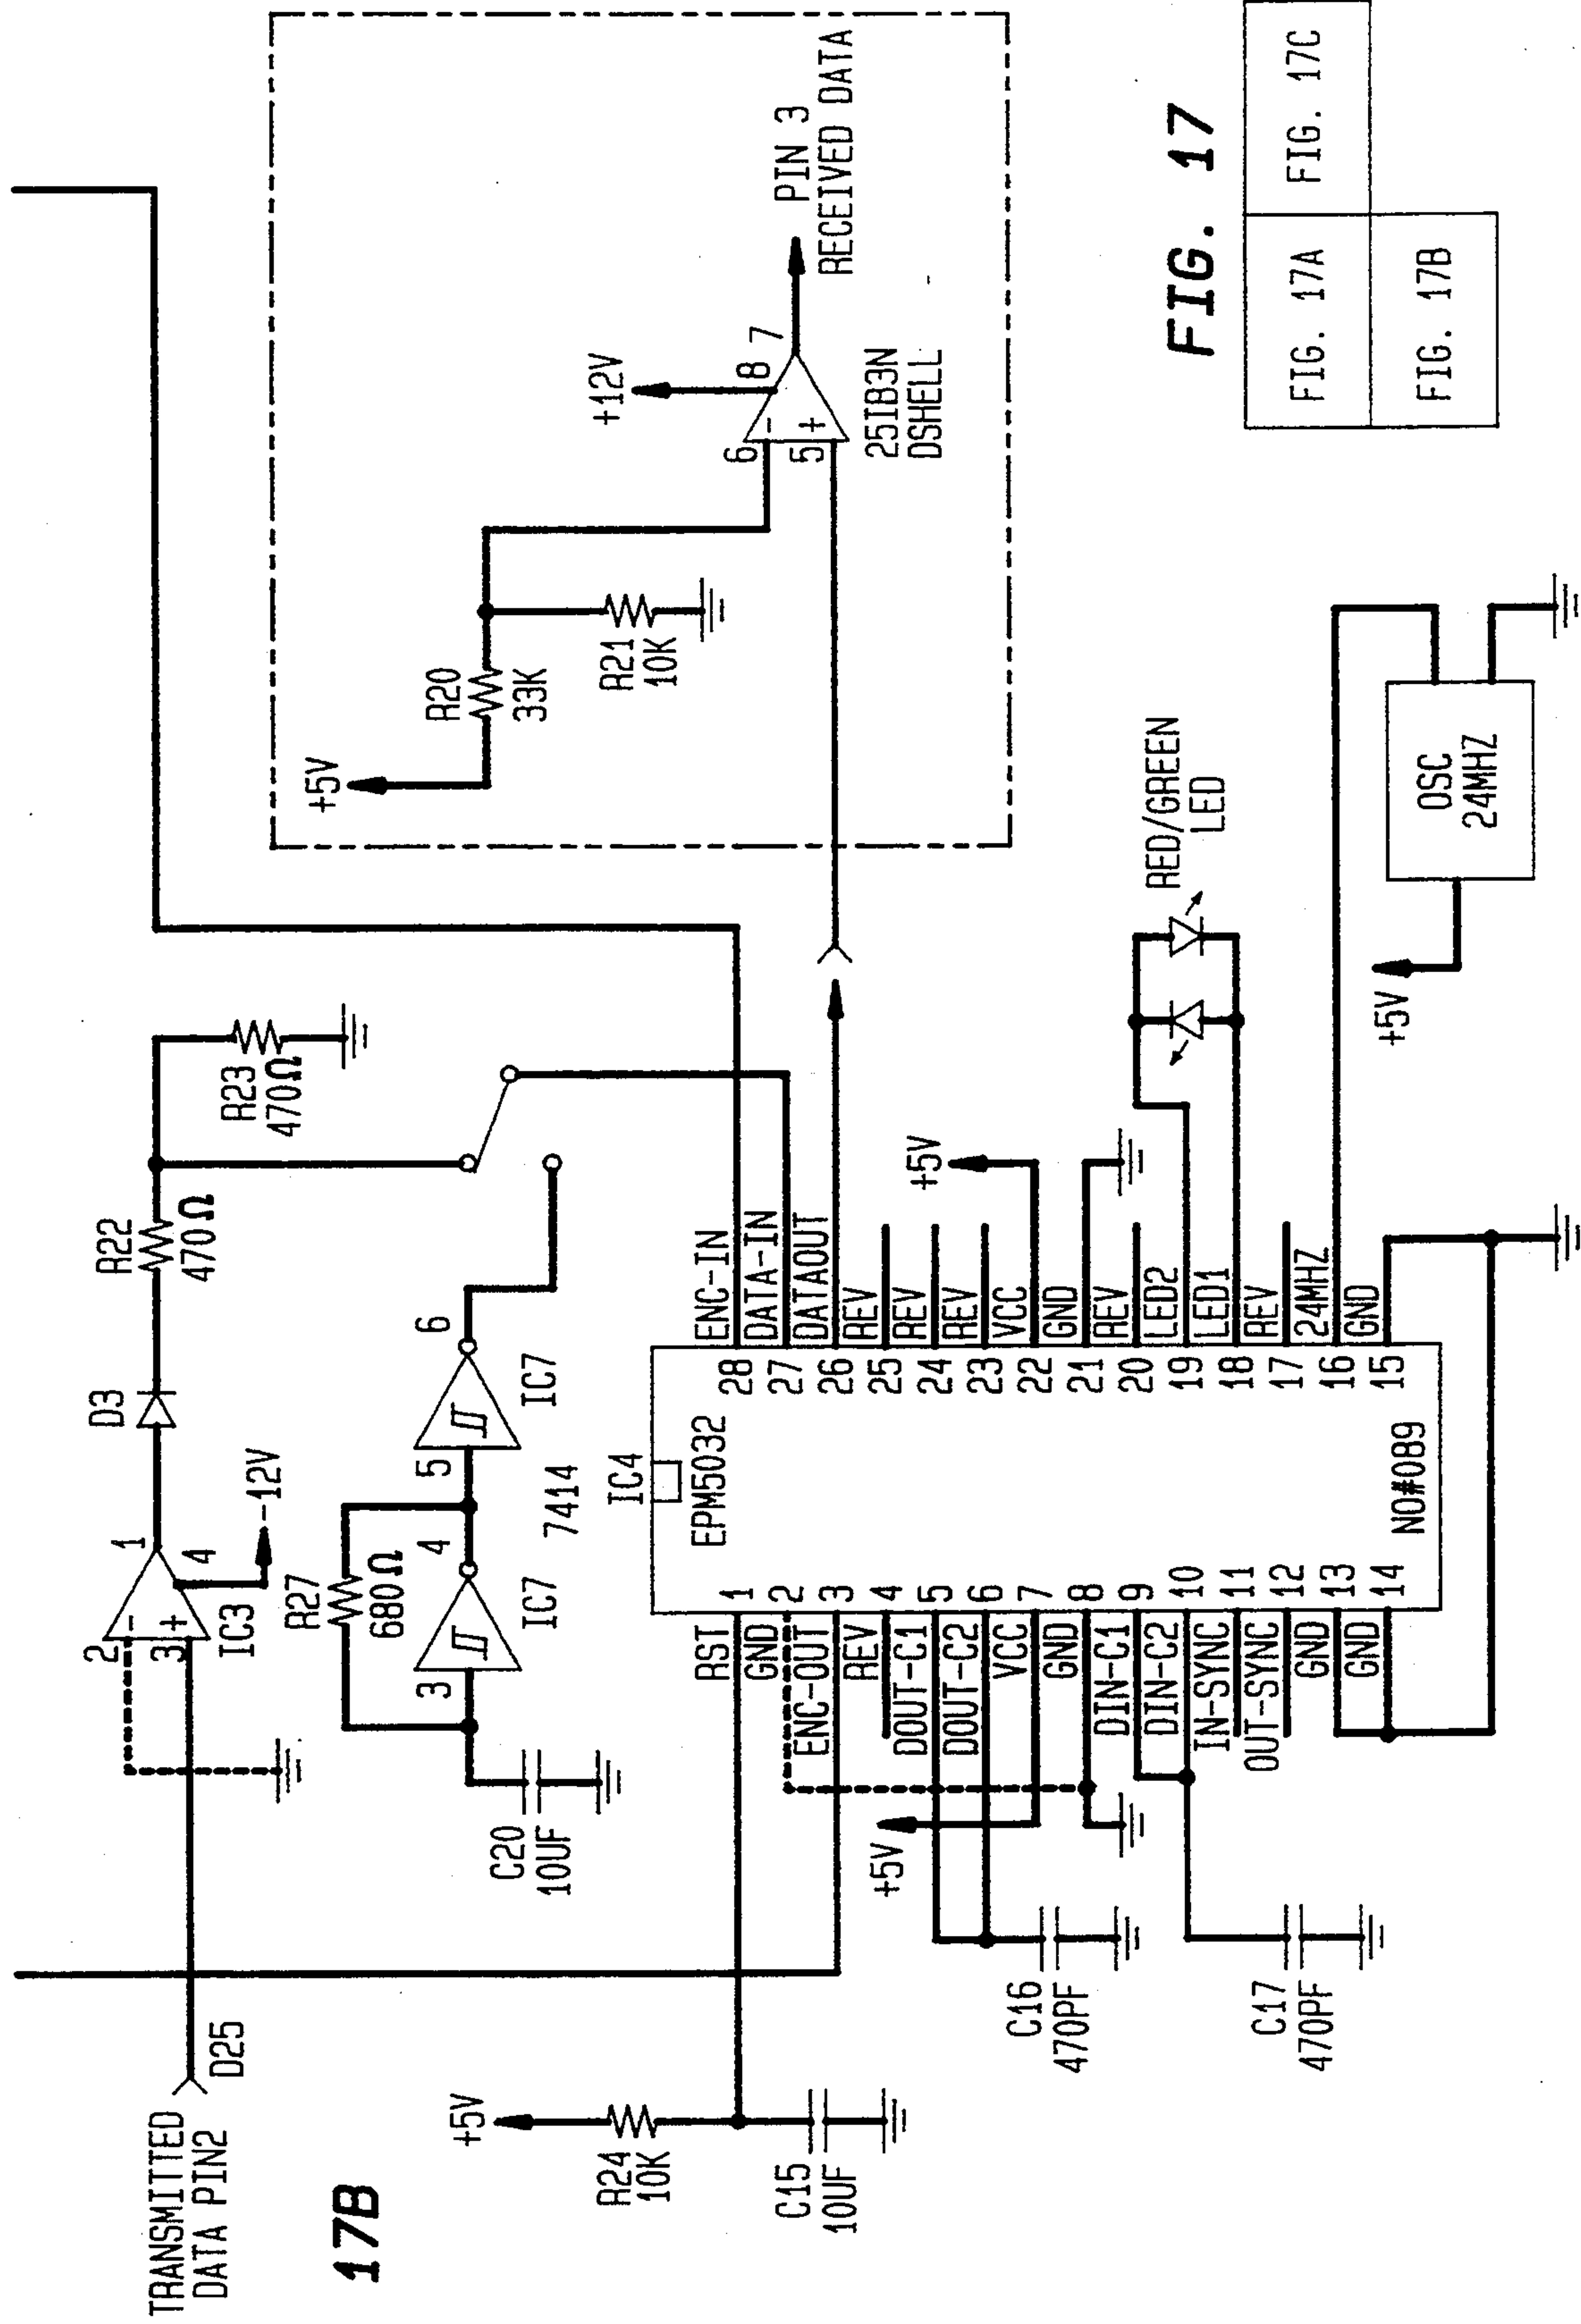 TRANSMITTED
DATA PIN2
D25
2
-
3
+
1
4
IC3
-12V
D3
R22
470Ω
R23
470Ω
17B
R27
680Ω
3
4
IC7
7414
5
6
IC7
C20
10UF
+5V
R24
10K
C15
10UF
+5V
C16
470PF
C17
470PF
IC4
EPM5032
NO#089
RST
1
GND
2
ENC-OUT
3
REV
4
DOUT-C1
5
DOUT-C2
6
VCC
7
GND
8
DIN-C1
9
DIN-C2
10
IN-SYNC
11
OUT-SYNC
12
GND
13
GND
14
ENC-IN
28
DATA-IN
27
DATAOUT
26
REV
25
REV
24
REV
23
VCC
22
GND
21
REV
20
LED2
19
LED1
18
REV
17
24MHZ
16
GND
15
+5V
RED/GREEN
LED
+5V
OSC
24MHZ
+5V
R20
33K
R21
10K
+12V
6
-
5
+
8
7
25IB3N
DSHELL
PIN 3
RECEIVED DATA
FIG. 17
FIG. 17A
FIG. 17C
FIG. 17B